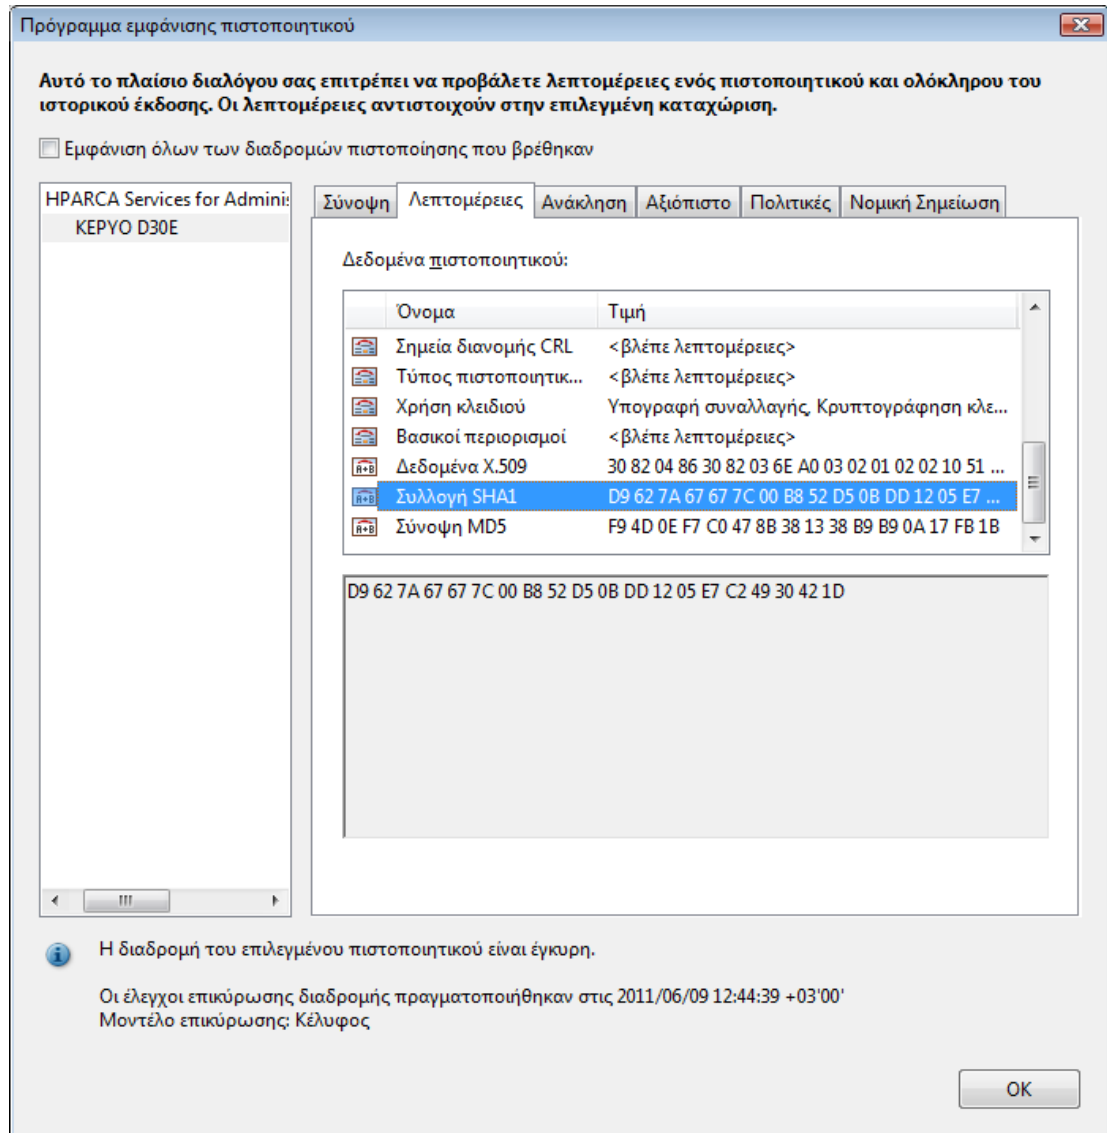 Πρόγραμμα εμφάνισης πιστοποιητικού
Αυτό το πλαίσιο διαλόγου σας επιτρέπει να προβάλετε λεπτομέρειες ενός πιστοποιητικού και ολόκληρου του
ιστορικού έκδοσης. Οι λεπτομέρειες αντιστοιχούν στην επιλεγμένη καταχώριση.
Εμφάνιση όλων των διαδρομών πιστοποίησης που βρέθηκαν
HPARCA Services for Adminis
KEPYO D30E
Σύνοψη Λεπτομέρειες Ανάκληση Αξιόπιστο Πολιτικές Νομική Σημείωση
Δεδομένα πιστοποιητικού:
Όνομα Τιμή
Σημεία διανομής CRL <βλέπε λεπτομέρειες>
Τύπος πιστοποιητικ... <βλέπε λεπτομέρειες>
Χρήση κλειδιού Υπογραφή συναλλαγής, Κρυπτογράφηση κλε...
Βασικοί περιορισμοί <βλέπε λεπτομέρειες>
A+B Δεδομένα X.509 30 82 04 86 30 82 03 6E A0 03 02 01 02 02 10 51 ...
A+B Συλλογή SHA1 D9 62 7A 67 67 7C 00 B8 52 D5 0B DD 12 05 E7 ...
A+B Σύνοψη MD5 F9 4D 0E F7 C0 47 8B 38 13 38 B9 B9 0A 17 FB 1B
D9 62 7A 67 67 7C 00 B8 52 D5 0B DD 12 05 E7 C2 49 30 42 1D
Η διαδρομή του επιλεγμένου πιστοποιητικού είναι έγκυρη.
Οι έλεγχοι επικύρωσης διαδρομής πραγματοποιήθηκαν στις 2011/06/09 12:44:39 +03'00'
Μοντέλο επικύρωσης: Κέλυφος
OK